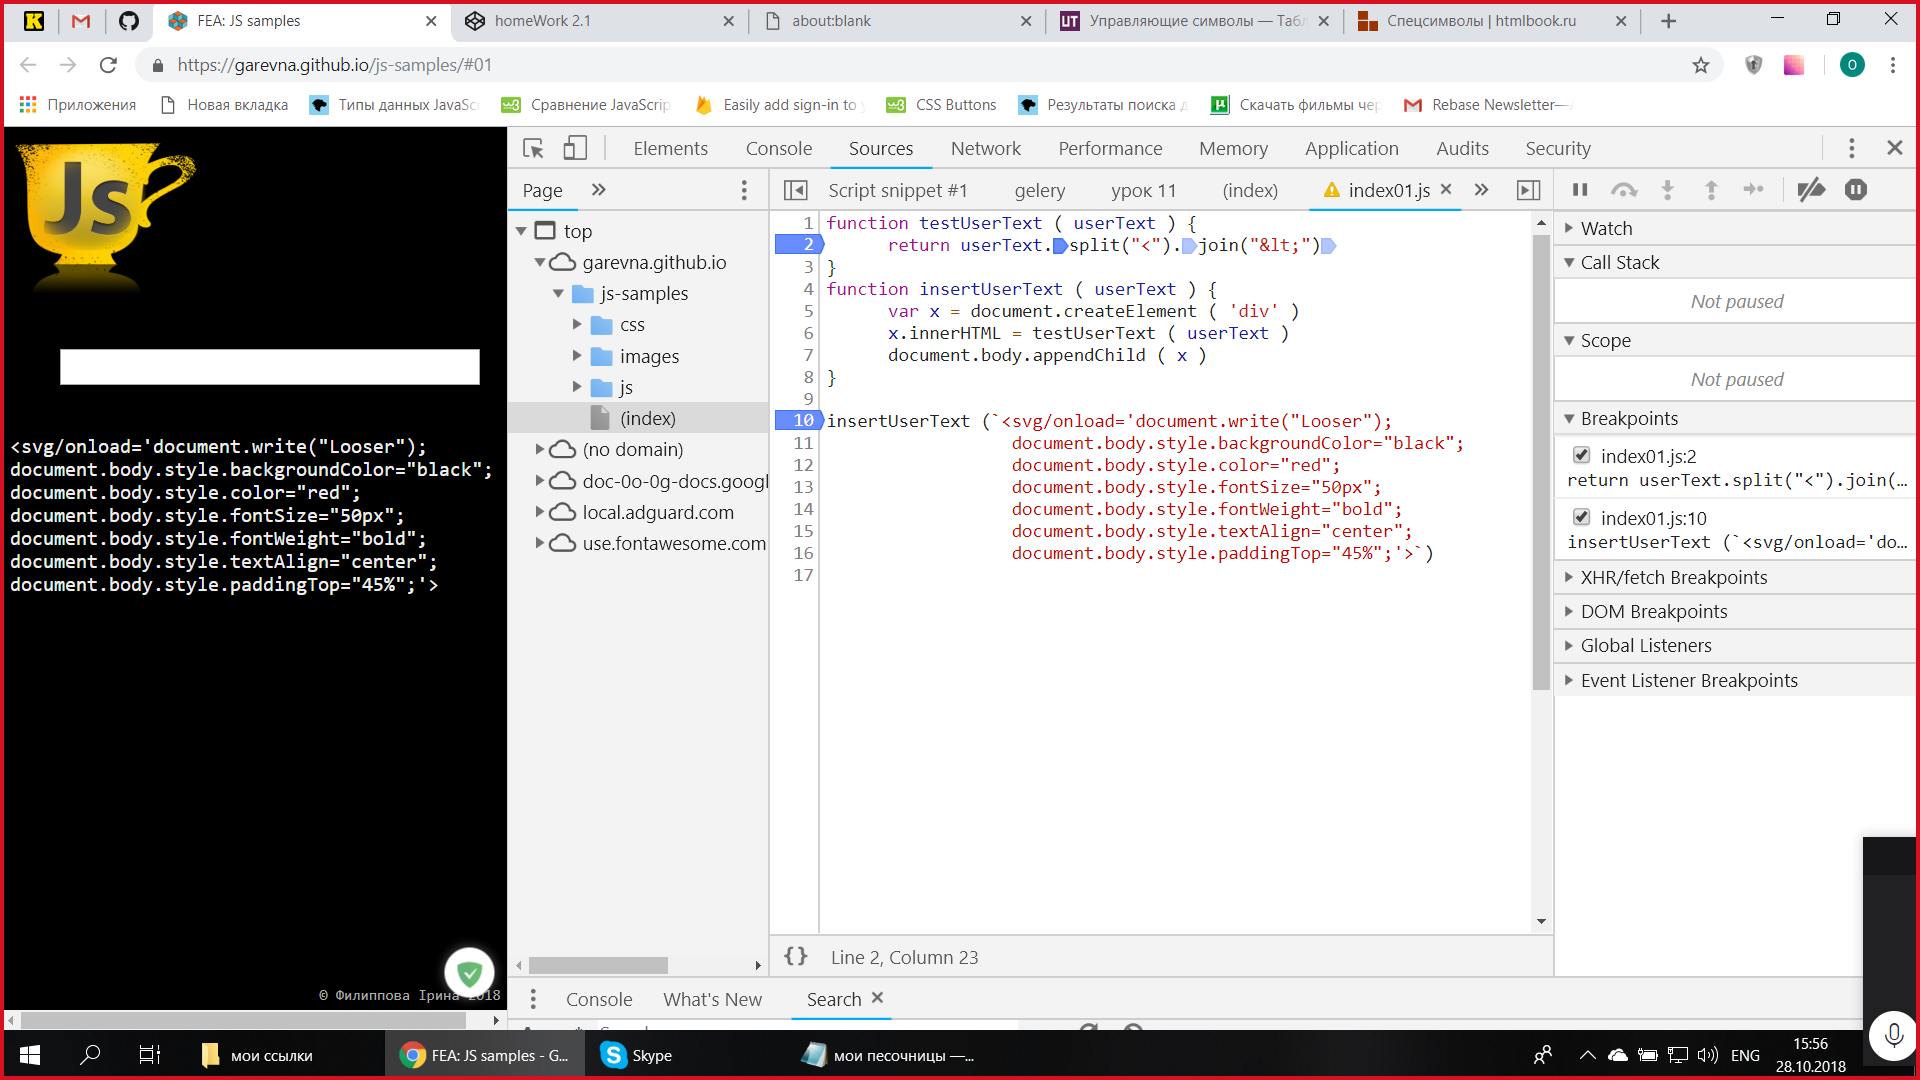 FEA: JS samples
homeWork 2.1
about:blank
Управляющие символы — Табл
Спецсимволы | htmlbook.ru
https://garevna.github.io/js-samples/#01
O
Приложения
Новая вкладка
Типы данных JavaSc
Сравнение JavaScrip
Easily add sign-in to
CSS Buttons
Результаты поиска д
Скачать фильмы чер
Rebase Newsletter—
Js
<svg/onload='document.write("Looser");
document.body.style.backgroundColor="black";
document.body.style.color="red";
document.body.style.fontSize="50px";
document.body.style.fontWeight="bold";
document.body.style.textAlign="center";
document.body.style.paddingTop="45%";'>
© Филиппова Ірина 2018
Elements
Console
Sources
Network
Performance
Memory
Application
Audits
Security
Page
top
garevna.github.io
js-samples
css
images
js
(index)
(no domain)
doc-0o-0g-docs.googl
local.adguard.com
use.fontawesome.com
Script snippet #1
gelery
урок 11
(index)
index01.js
1 function testUserText ( userText ) {
2 return userText.split("<").join("&lt;")
3 }
4 function insertUserText ( userText ) {
5 var x = document.createElement ( 'div' )
6 x.innerHTML = testUserText ( userText )
7 document.body.appendChild ( x )
8 }
9
10 insertUserText (`<svg/onload='document.write("Looser");
11 document.body.style.backgroundColor="black";
12 document.body.style.color="red";
13 document.body.style.fontSize="50px";
14 document.body.style.fontWeight="bold";
15 document.body.style.textAlign="center";
16 document.body.style.paddingTop="45%";'>`)
17
{} Line 2, Column 23
Watch
Call Stack
Not paused
Scope
Not paused
Breakpoints
index01.js:2
return userText.split("<").join(…
index01.js:10
insertUserText (`<svg/onload='do…
XHR/fetch Breakpoints
DOM Breakpoints
Global Listeners
Event Listener Breakpoints
Console
What's New
Search
мои ссылки
FEA: JS samples - G...
Skype
мои песочницы —...
ENG
15:56
28.10.2018